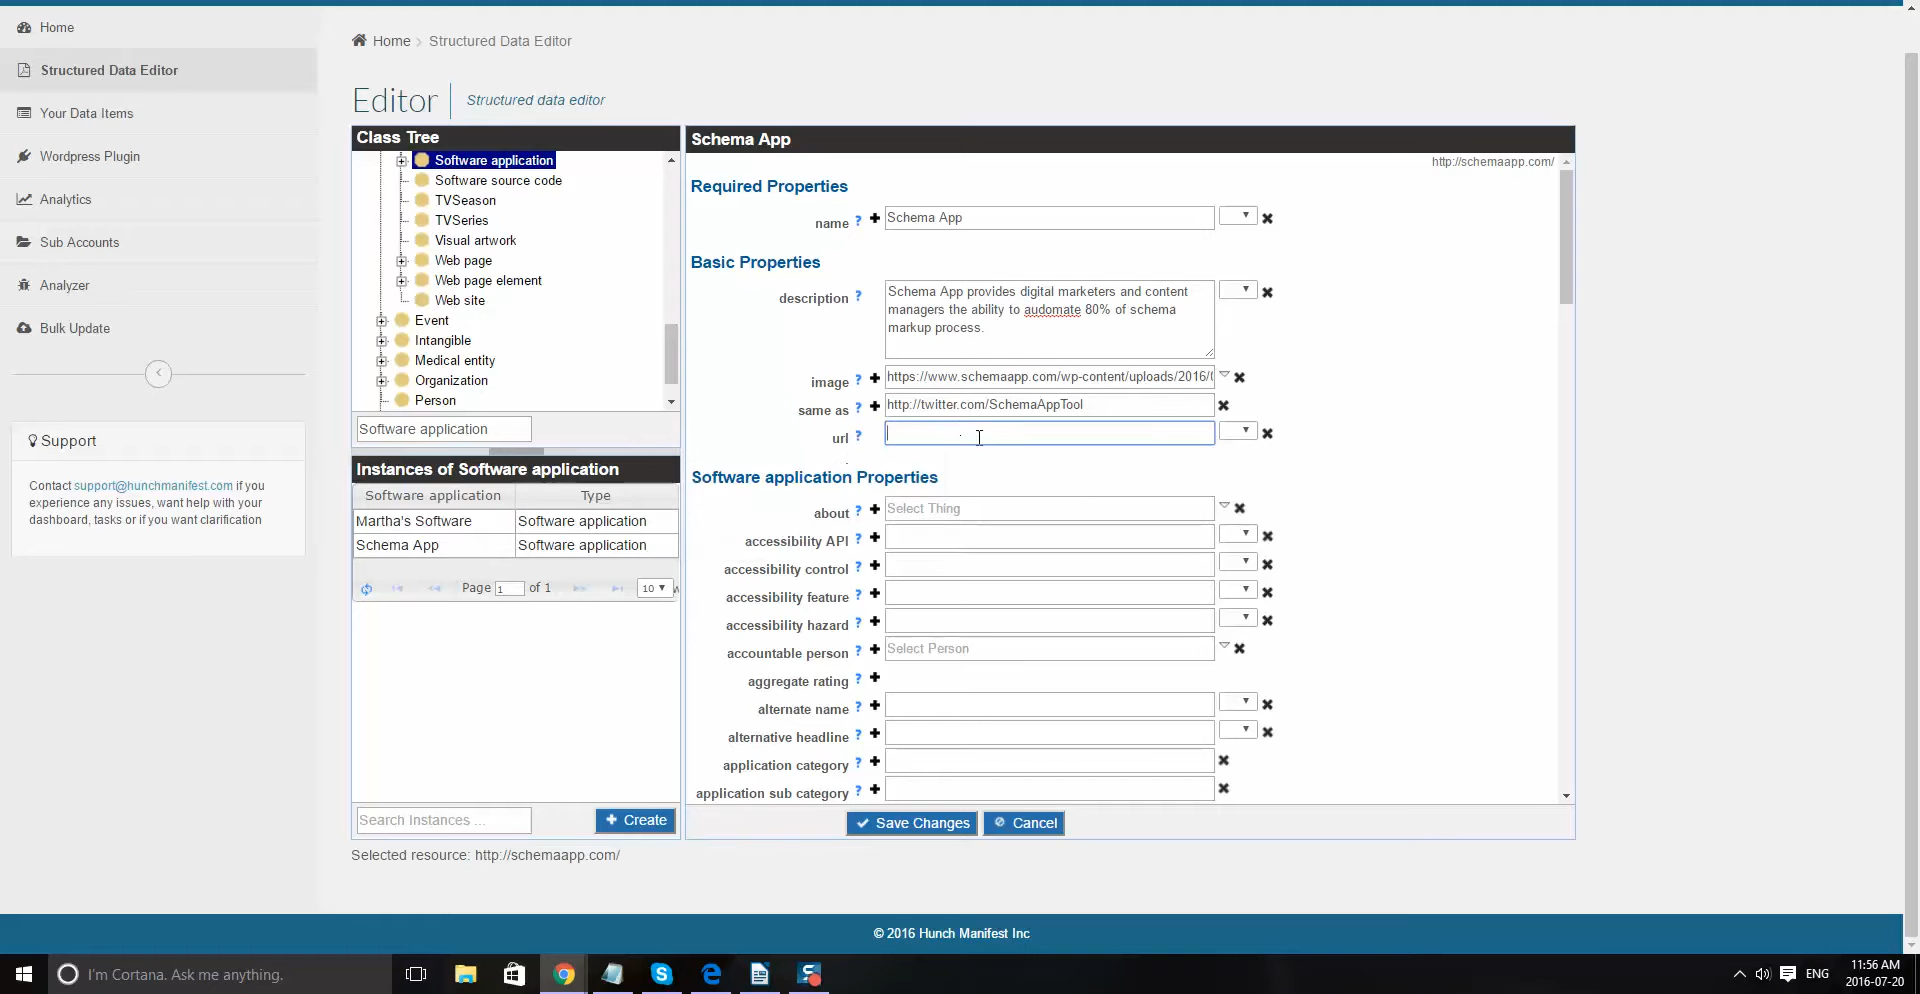 Home
Structured Data Editor
Your Data Items
Wordpress Plugin
Analytics
Sub Accounts
Analyzer
Bulk Update
Support
Contact support@hunchmanifest.com if you
experience any issues, want help with your
dashboard, tasks or if you want clarification
Home > Structured Data Editor
Editor
Structured data editor
Class Tree
Software application
Software source code
TVSeason
TVSeries
Visual artwork
Web page
Web page element
Web site
Event
Intangible
Medical entity
Organization
Person
Software application
Instances of Software application
Software application Type
Martha's Software Software application
Schema App Software application
Page 1 of 1 10
Search Instances ... Create
Selected resource: http://schemaapp.com/
Schema App
http://schemaapp.com/
Required Properties
name ? Schema App
Basic Properties
description ? Schema App provides digital marketers and content
managers the ability to audomate 80% of schema
markup process.
image ? https://www.schemaapp.com/wp-content/uploads/2016/
same as ? http://twitter.com/SchemaAppTool
url ?
Software application Properties
about ? Select Thing
accessibility API ?
accessibility control ?
accessibility feature ?
accessibility hazard ?
accountable person ? Select Person
aggregate rating ?
alternate name ?
alternative headline ?
application category ?
application sub category ?
Save Changes Cancel
© 2016 Hunch Manifest Inc
I'm Cortana. Ask me anything.
ENG
11:56 AM
2016-07-20